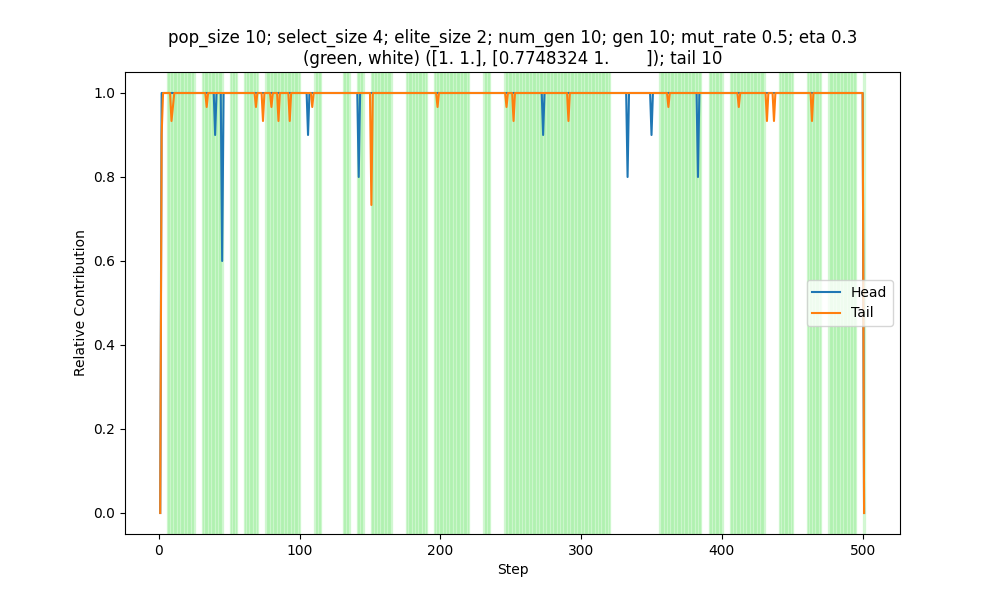 pop_size 10; select_size 4; elite_size 2; num_gen 10; gen 10; mut_rate 0.5; eta 0.3
(green, white) ([1. 1.], [0.7748324 1.        ]); tail 10
1.0
0.8
0.6
0.4
0.2
0.0
Relative Contribution
Head
Tail
0
100
200
300
400
500
Step